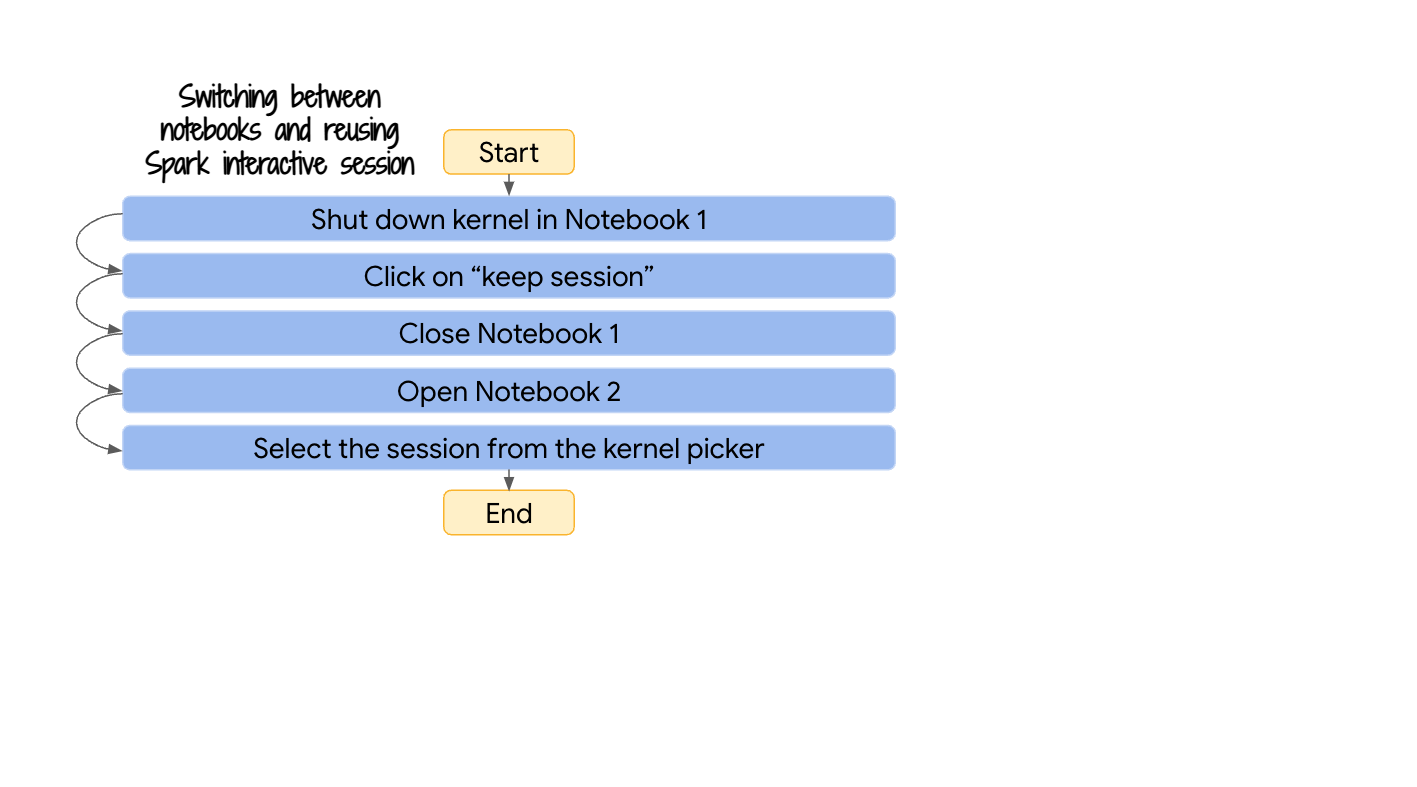 Switching between
notebooks and reusing
Spark interactive session
Start
Shut down kernel in Notebook 1
Click on “keep session”
Close Notebook 1
Open Notebook 2
Select the session from the kernel picker
End